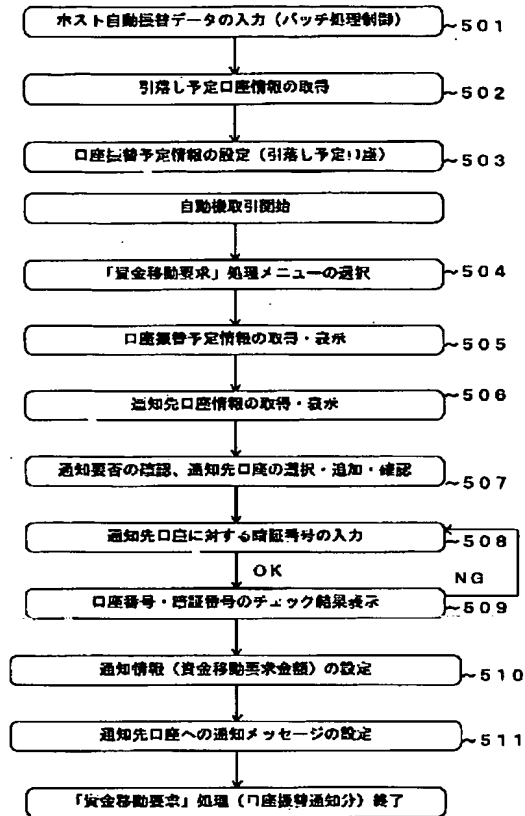 ホスト自動振替データの入力（バッチ処理制御）
~501
引落し予定口座情報の取得
~502
口座振替予定情報の設定（引落し予定口座）
~503
自動機取引開始
「資金移動要求」処理メニューの選択
~504
口座振替予定情報の取得・表示
~505
通知先口座情報の取得・表示
~506
通知要否の確認、通知先口座の選択・追加・確認
~507
通知先口座に対する暗証番号の入力
~508
OK
NG
口座番号・暗証番号のチェック結果表示
~509
通知情報（資金移動要求金額）の設定
~510
通知先口座への通知メッセージの設定
~511
「資金移動要求」処理（口座振替通知分）終了